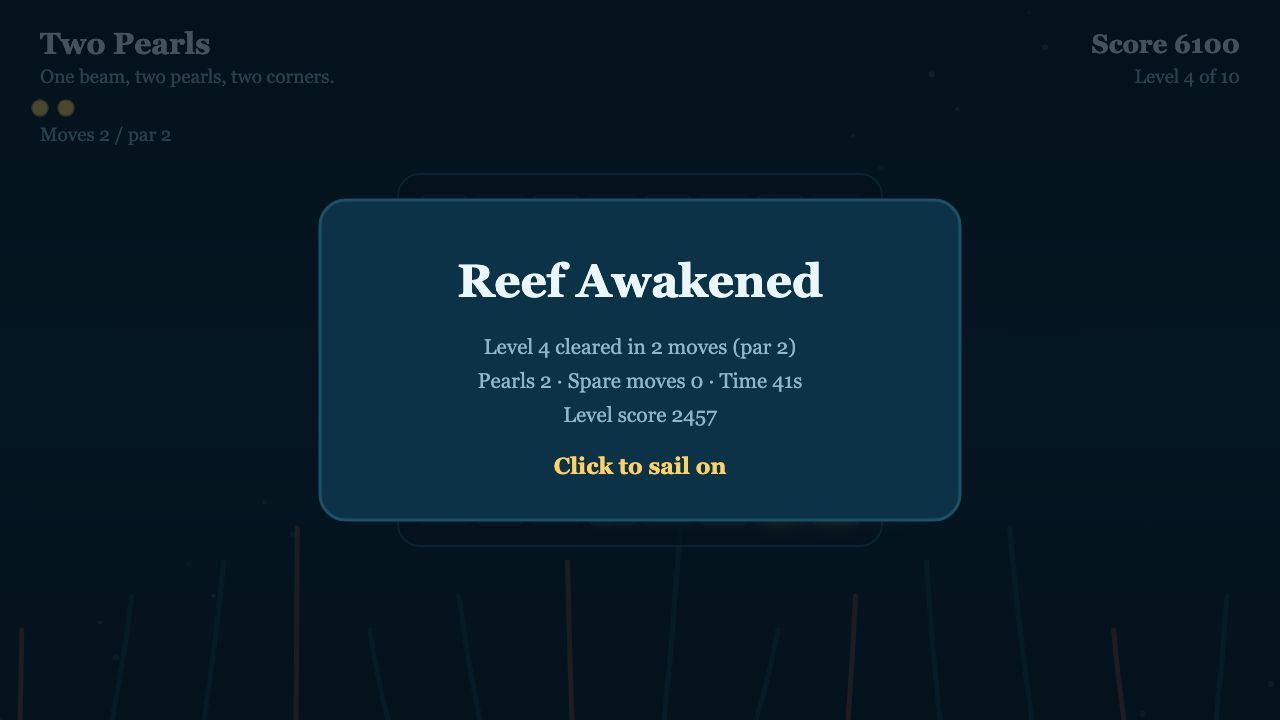 Two Pearls
One beam, two pearls, two corners.
Moves 2 / par 2
Score 6100
Level 4 of 10
Reef Awakened
Level 4 cleared in 2 moves (par 2)
Pearls 2 · Spare moves 0 · Time 41s
Level score 2457
Click to sail on